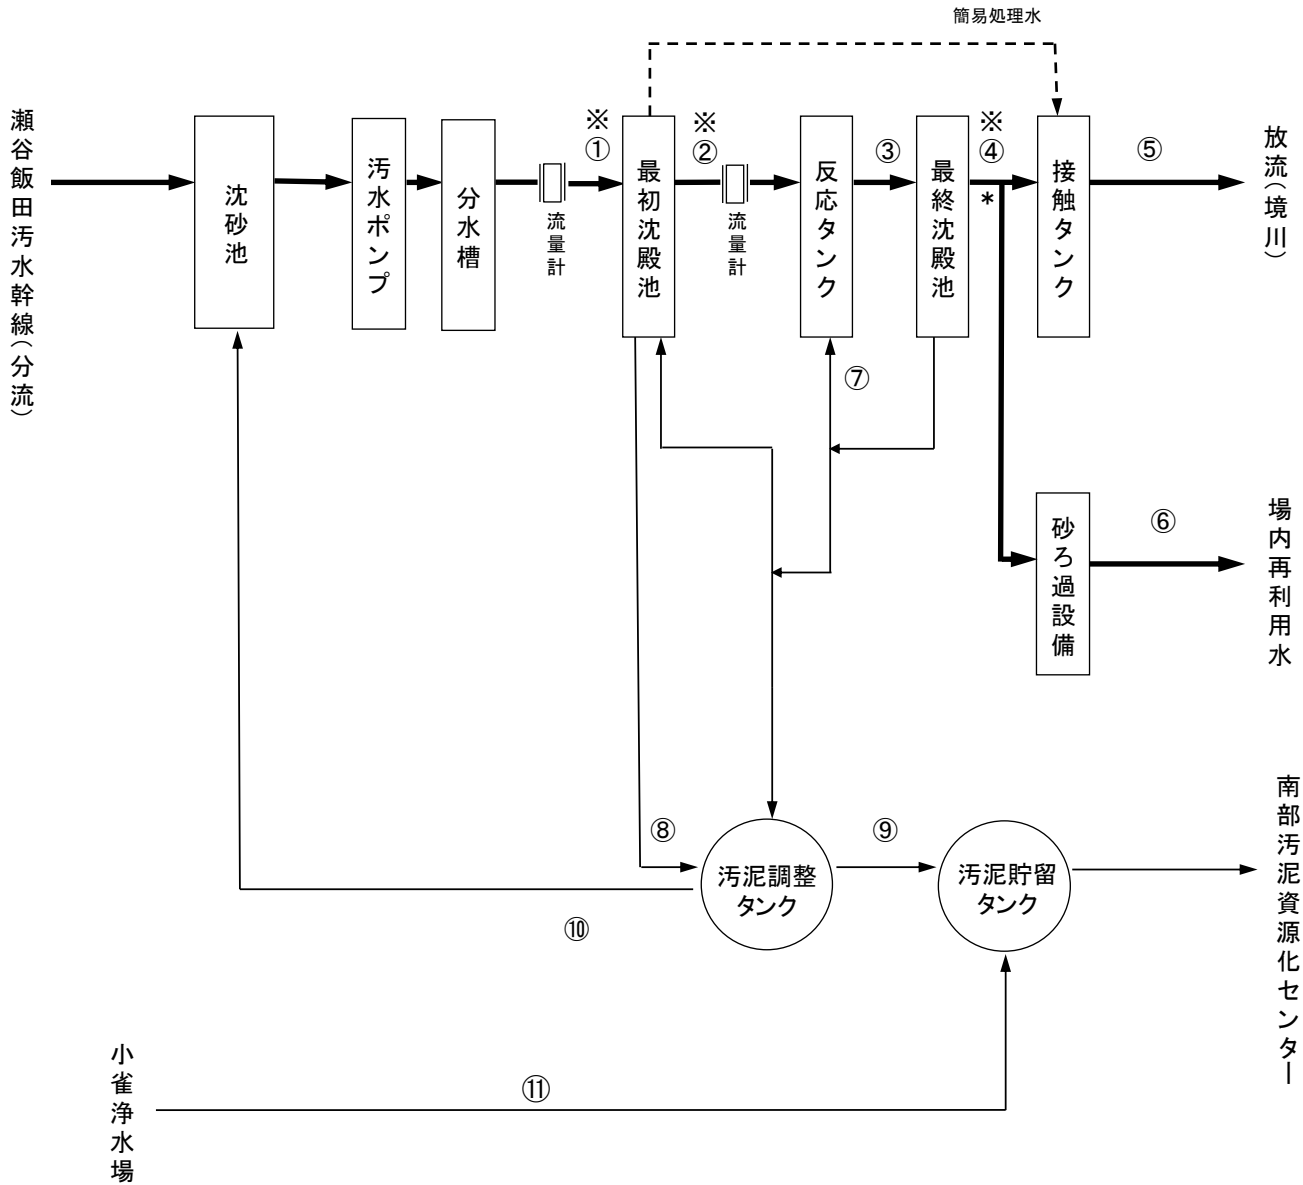 簡易処理水
瀬谷飯田汚水幹線(分流)
沈砂池
汚水ポンプ
分水槽
流量計
※
①
最初沈殿池
※
②
流量計
反応タンク
③
最終沈殿池
※
④
*
接触タンク
⑤
放流(境川)
⑦
砂ろ過設備
⑥
場内再利用水
⑧
汚泥調整
タンク
⑨
汚泥貯留
タンク
南部汚泥資源化センター
⑩
小雀浄水場
⑪